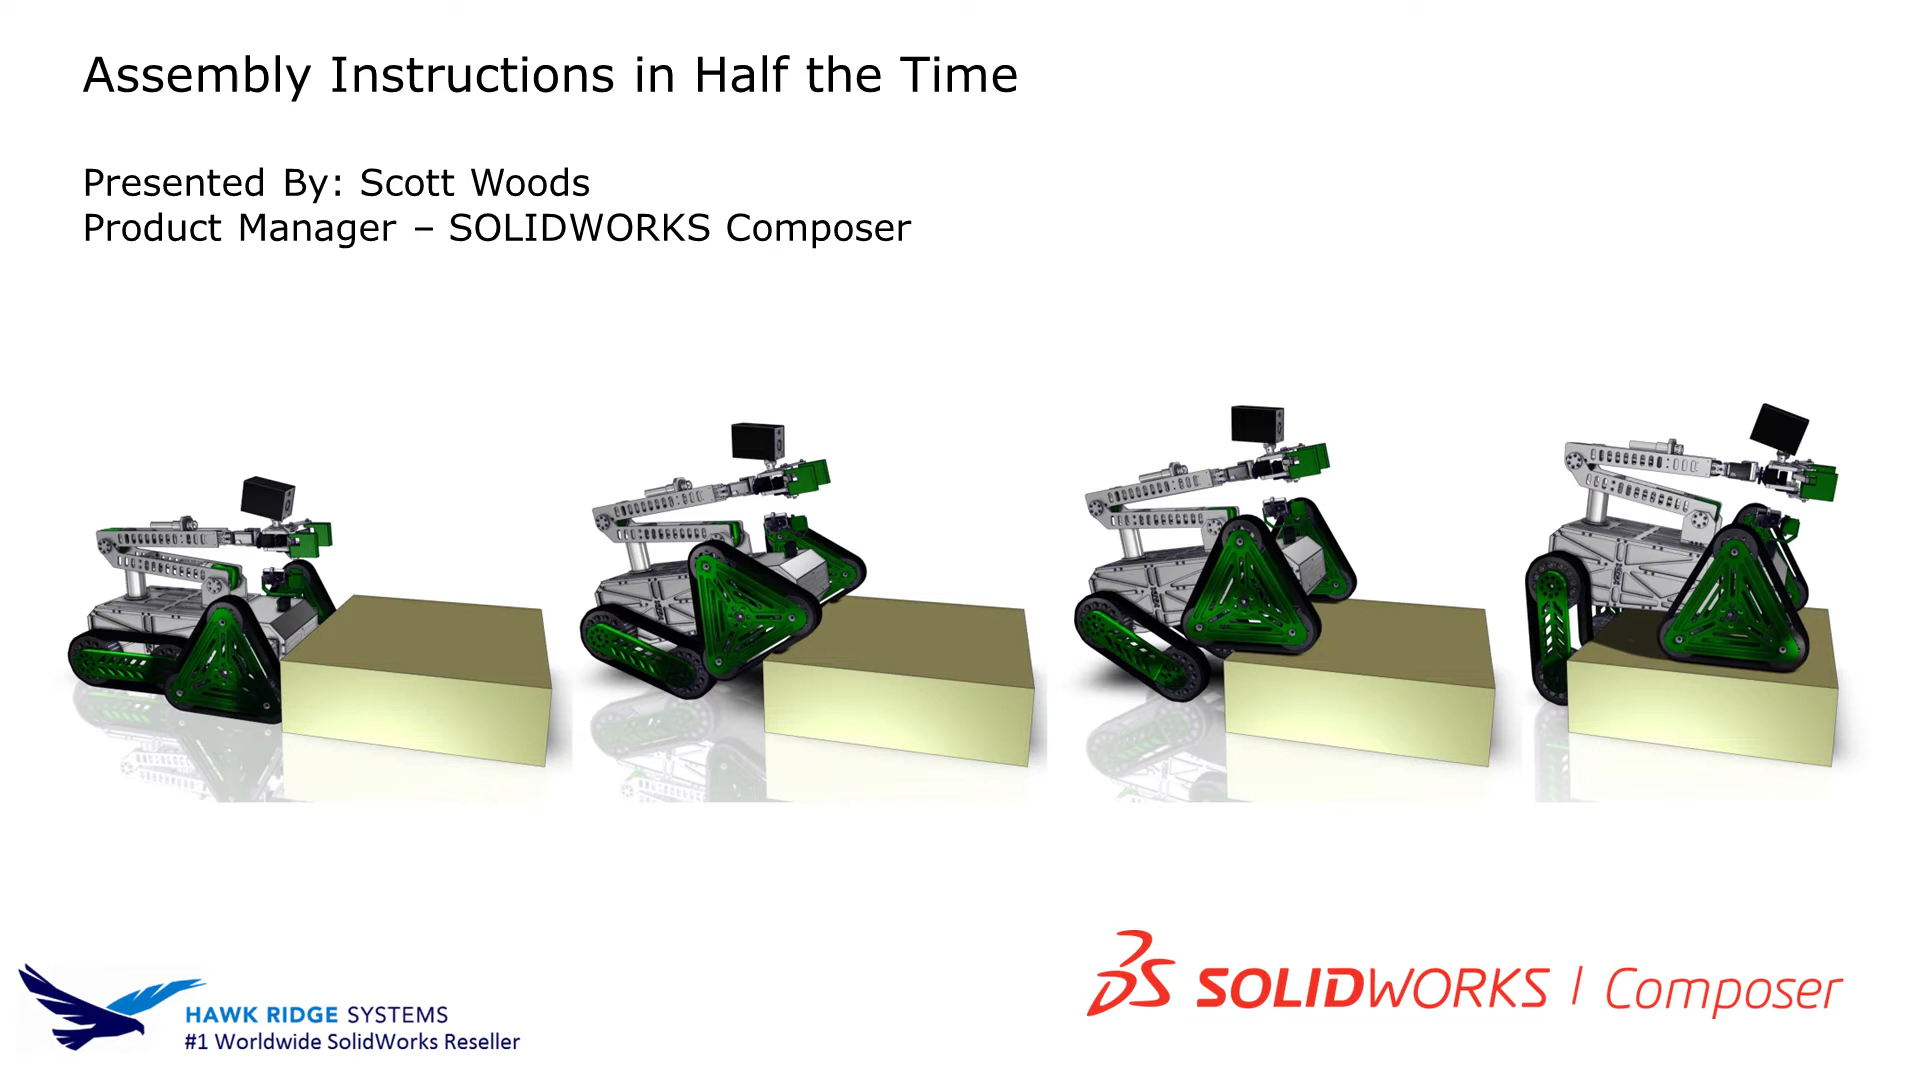 Assembly Instructions in Half the Time
Presented By: Scott Woods
Product Manager – SOLIDWORKS Composer
HAWK RIDGE SYSTEMS
#1 Worldwide SolidWorks Reseller
SOLIDWORKS | Composer